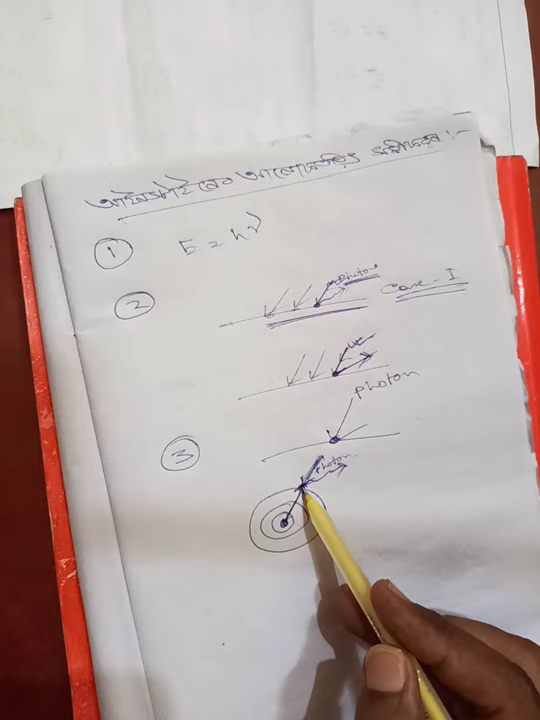 আইনস্টাইনের আলোকতড়িৎ সমীকরণ :-
① E = hν
② photon Case - I
photon
③
photon